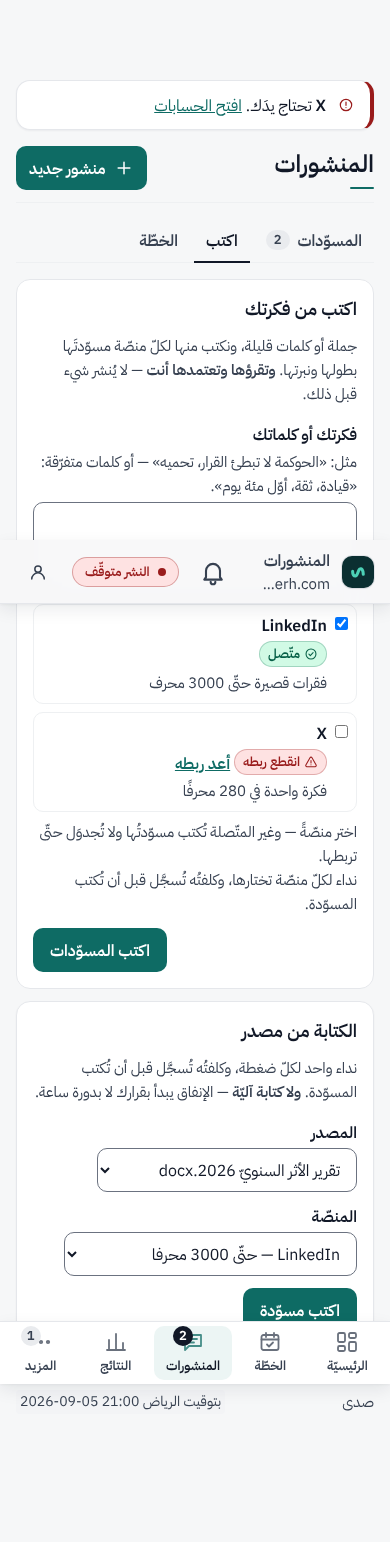 X تحتاج يدَك. افتح الحسابات
المنشورات
منشور جديد
المسوّدات 2
اكتب
الخطّة
اكتب من فكرتك
جملة أو كلمات قليلة، ونكتب منها لكلّ منصّة مسوّدتَها
بطولها ونبرتها. وتقرؤها وتعتمدها أنت — لا يُنشر شيء
قبل ذلك.
فكرتك أو كلماتك
مثل: «الحوكمة لا تبطئ القرار، تحميه» — أو كلمات متفرّقة:
«قيادة، ثقة، أوّل مئة يوم».
المنشورات
erh.com...
النشر متوقّف
LinkedIn
متّصل
فقرات قصيرة حتّى 3000 محرف
X
انقطع ربطه أعد ربطه
فكرة واحدة في 280 محرفًا
اختر منصّةً — وغير المتّصلة تُكتب مسوّدتُها ولا تُجدوَل حتّى
تربطها.
نداء لكلّ منصّة تختارها، وكلفتُه تُسجَّل قبل أن تُكتب
المسوّدة.
اكتب المسوّدات
الكتابة من مصدر
نداء واحد لكلّ ضغطة، وكلفتُه تُسجَّل قبل أن تُكتب
المسوّدة. ولا كتابة آليّة — الإنفاق يبدأ بقرارك لا بدورة ساعة.
المصدر
تقرير الأثر السنويّ 2026.docx
المنصّة
LinkedIn — حتّى 3000 محرفا
اكتب مسوّدة
الرئيسيّة
الخطّة
المنشورات 2
النتائج
المزيد 1
صدى
بتوقيت الرياض 21:00 2026-09-05